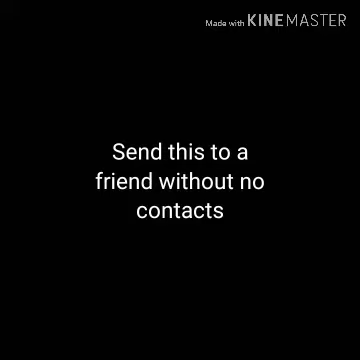 Made with KINEMASTER
Send this to a
friend without no
contacts